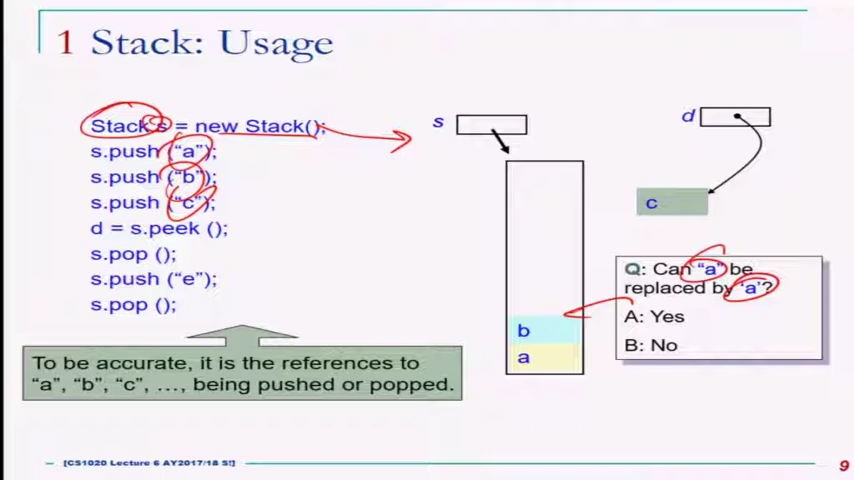 1 Stack: Usage
Stack s = new Stack();
s.push (“a”);
s.push (“b”);
s.push (“c”);
d = s.peek ();
s.pop ();
s.push (“e”);
s.pop ();
s
d
c
b
a
Q: Can “a” be
replaced by ‘a’?
A: Yes
B: No
To be accurate, it is the references to
“a”, “b”, “c”, …, being pushed or popped.
[CS1020 Lecture 6 AY2017/18 S1]
9